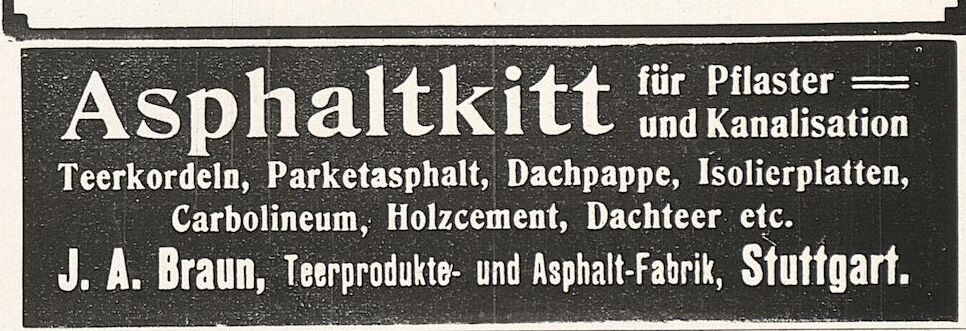 Asphaltkitt für Pflaster
und Kanalisation
Teerkordeln, Parketasphalt, Dachpappe, Isolierplatten,
Carbolineum, Holzcement, Dachteer etc.
J. A. Braun, Teerprodukte- und Asphalt-Fabrik, Stuttgart.